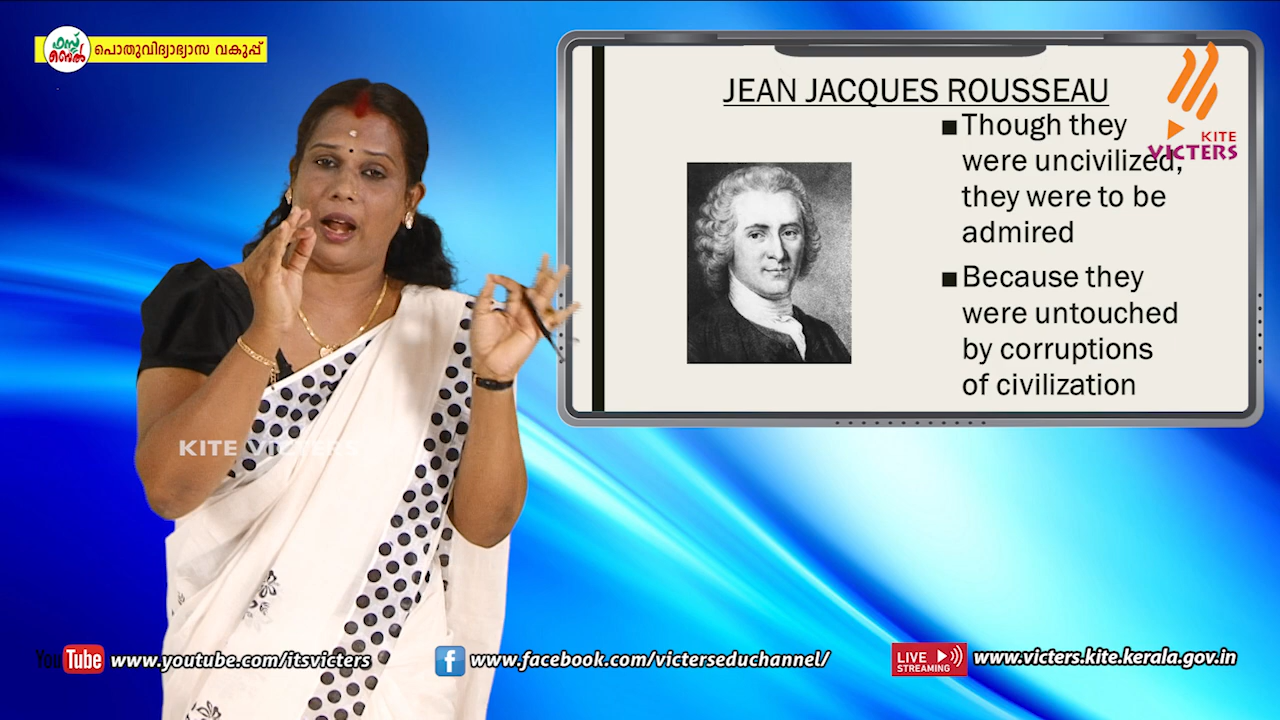 ഫസ്റ്റ്
ബെൽ
പൊതുവിദ്യാഭ്യാസ വകുപ്പ്
JEAN JACQUES ROUSSEAU
■ Though they
were uncivilized,
they were to be
admired
■ Because they
were untouched
by corruptions
of civilization
KITE
VICTERS
KITE VICTERS
YouTube www.youtube.com/itsvicters
f www.facebook.com/victerseduchannel/
LIVE
STREAMING
www.victers.kite.kerala.gov.in